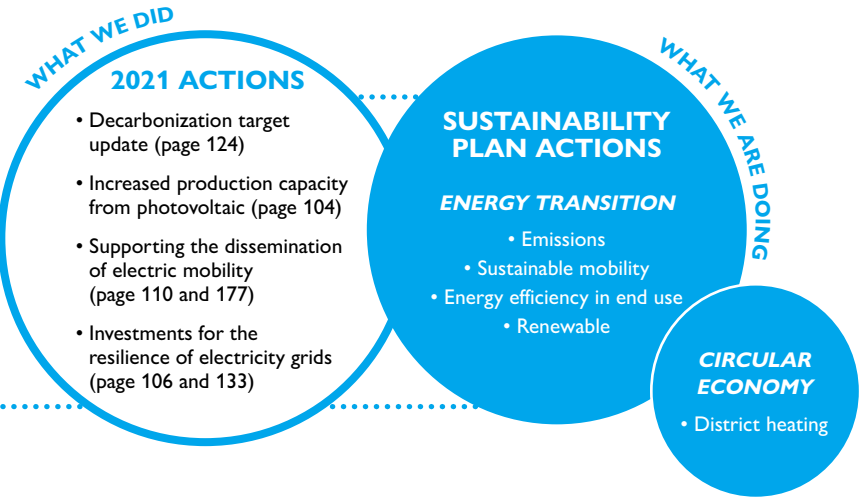 WHAT WE DID
2021 ACTIONS
• Decarbonization target
update (page 124)
• Increased production capacity
from photovoltaic (page 104)
• Supporting the dissemination
of electric mobility
(page 110 and 177)
• Investments for the
resilience of electricity grids
(page 106 and 133)
WHAT WE ARE DOING
SUSTAINABILITY
PLAN ACTIONS
ENERGY TRANSITION
• Emissions
• Sustainable mobility
• Energy efficiency in end use
• Renewable
CIRCULAR
ECONOMY
• District heating